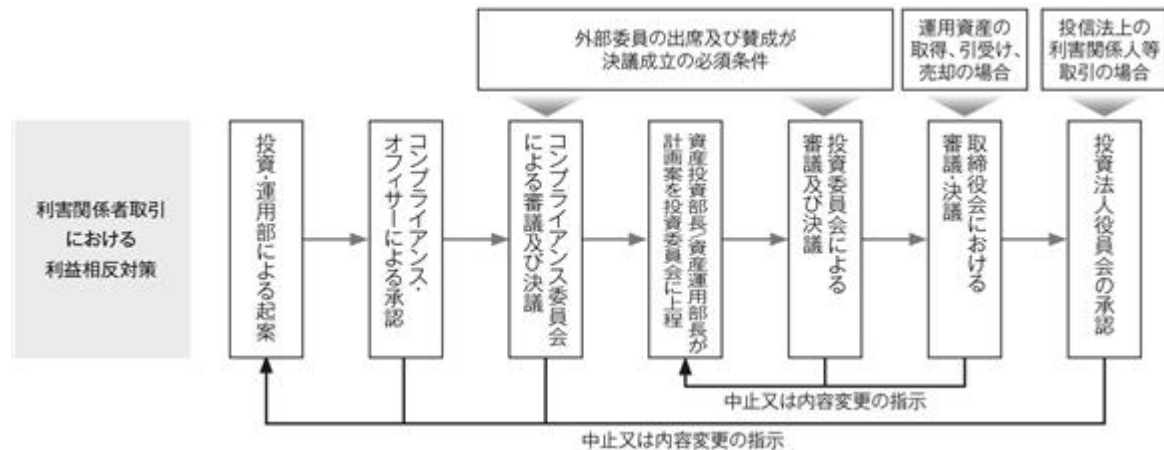 外部委員の出席及び賛成が
決議成立の必須条件
運用資産の
取得、引受け、
売却の場合
投信法上の
利害関係人等
取引の場合
利害関係者取引
における
利益相反対策
投資・運用部による起案
コンプライアンス・
オフィサーによる承認
コンプライアンス委員会
による審議及び決議
資産投資部長/資産運用部長が
計画案を投資委員会に上程
投資委員会による
審議及び決議
取締役会における
審議・決議
投資法人役員会の承認
中止又は内容変更の指示
中止又は内容変更の指示